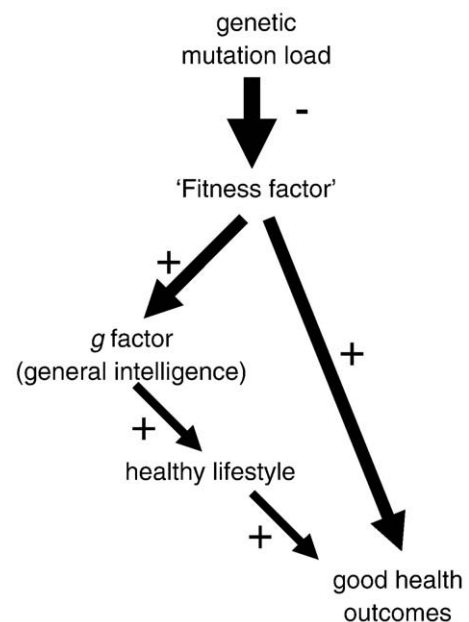 genetic
mutation load
-
'Fitness factor'
+
g factor
(general intelligence)
+
+
healthy lifestyle
+
good health
outcomes